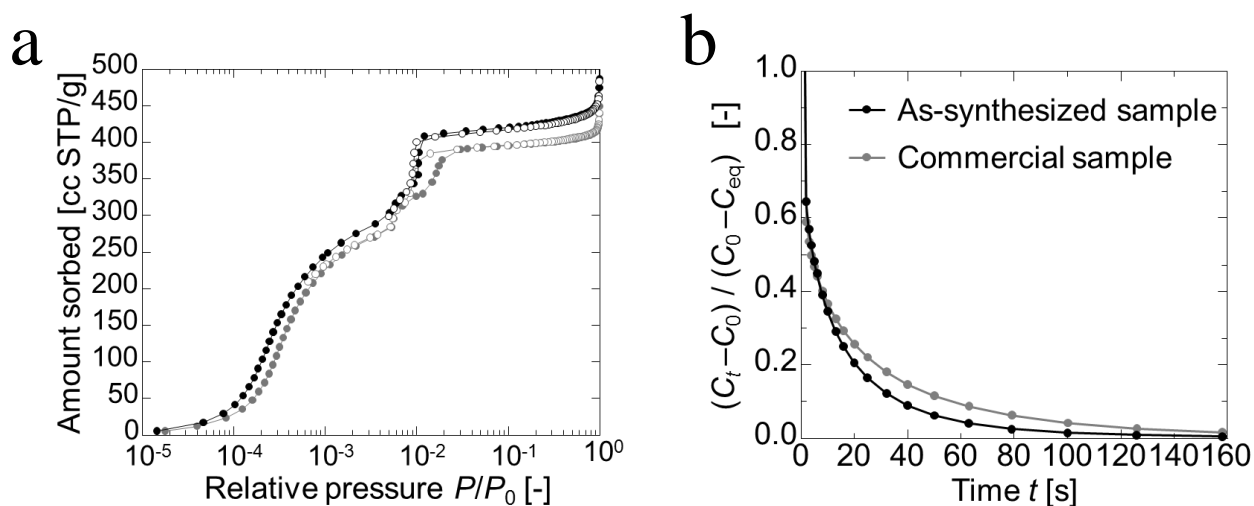 a
Amount sorbed [cc STP/g]
500
450
400
350
300
250
200
150
100
50
0
10-5 10-4 10-3 10-2 10-1 100
Relative pressure P/P0 [-]
b
(Ct–C0) / (C0–Ceq) [-]
1.0
0.8
0.6
0.4
0.2
0.0
As-synthesized sample
Commercial sample
0 20 40 60 80 100 120 140 160
Time t [s]